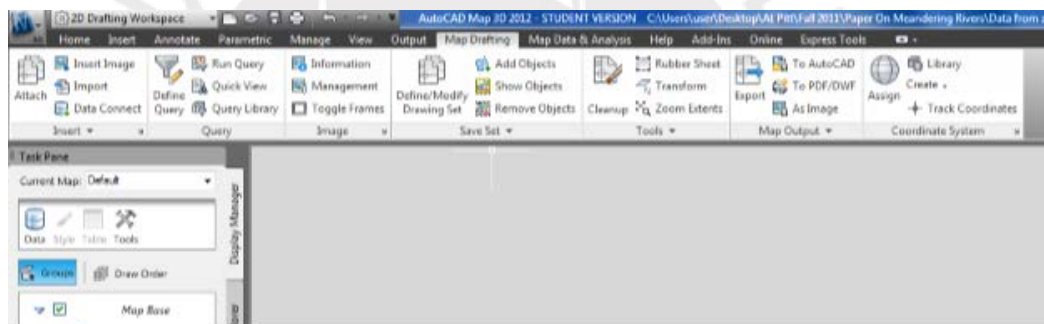 2D Drafting Workspace
AutoCAD Map 3D 2012 - STUDENT VERSION C:\Users\user\Desktop\At Pitt\Fall 2011\Paper On Meandering Rivers\Data from
Home Insert Annotate Parametric Manage View Output Map Drafting Map Data & Analysis Help Add-Ins Online Express Tools
Insert Image Run Query Information Add Objects Rubber Sheet To AutoCAD Library
Attach Import Define Query Quick View Management Define/Modify Drawing Set Show Objects Cleanup Transform Export To PDF/DWF Assign Create
Data Connect Query Library Toggle Frames Remove Objects Zoom Extents As Image Track Coordinates
Insert Query Image Save Set Tools Map Output Coordinate System
Task Pane
Current Map: Default
Display Manager
Data Style Table Tools
Groups Draw Order
Map Base